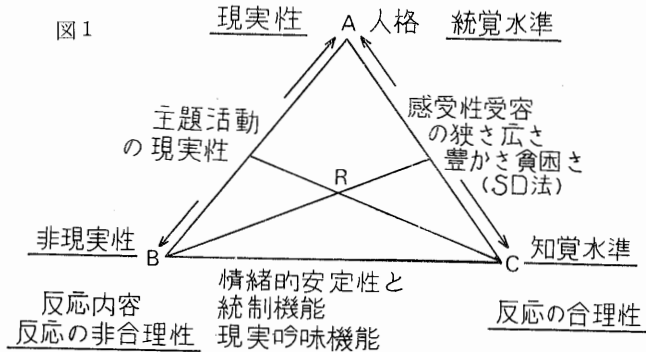 図1
現実性
A 人格
統覚水準
主題活動
の現実性
感受性受容
の狭さ広さ
豊かさ貧困さ
(SD法)
R
非現実性
B
C
知覚水準
反応内容
反応の非合理性
情緒的安定性と
統制機能
現実吟味機能
反応の合理性